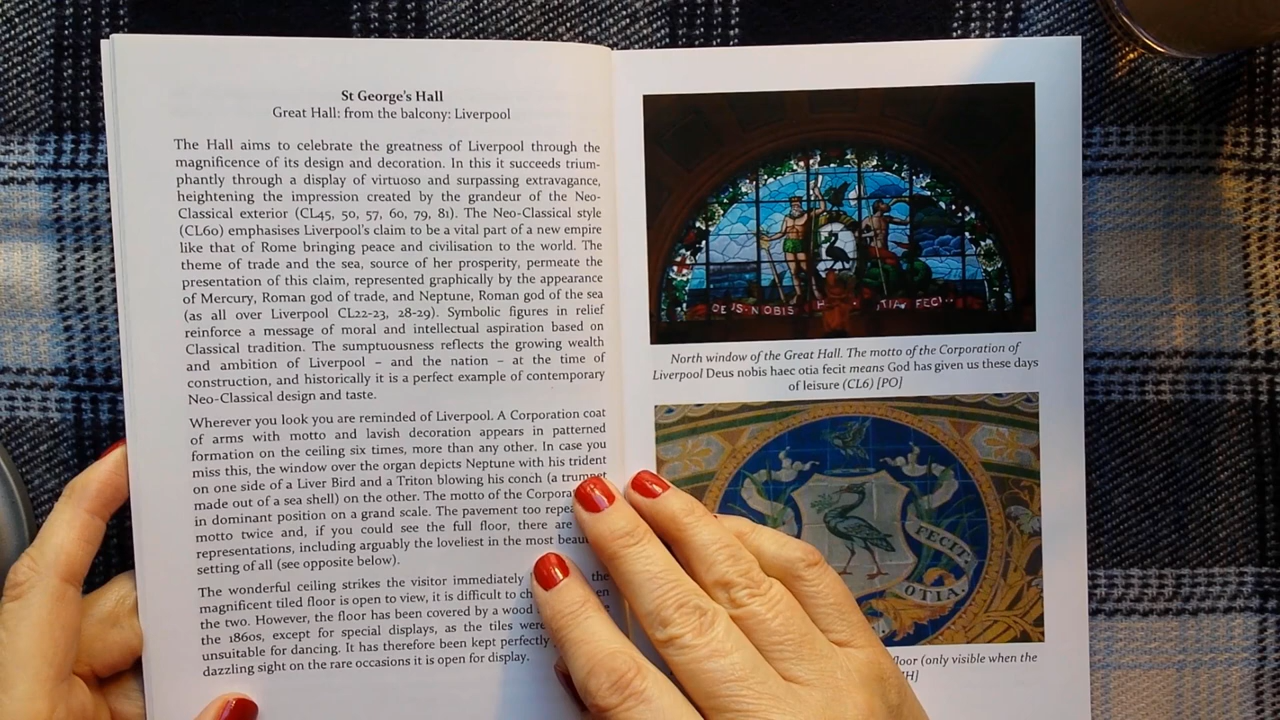 St George's Hall
Great Hall: from the balcony: Liverpool
The Hall aims to celebrate the greatness of Liverpool through the
magnificence of its design and decoration. In this it succeeds trium-
phantly through a display of virtuoso and surpassing extravagance,
heightening the impression created by the grandeur of the Neo-
Classical exterior (CL45, 50, 57, 60, 79, 81). The Neo-Classical style
(CL60) emphasises Liverpool's claim to be a vital part of a new empire
like that of Rome bringing peace and civilisation to the world. The
theme of trade and the sea, source of her prosperity, permeate the
presentation of this claim, represented graphically by the appearance
of Mercury, Roman god of trade, and Neptune, Roman god of the sea
(as all over Liverpool CL22-23, 28-29). Symbolic figures in relief
reinforce a message of moral and intellectual aspiration based on
Classical tradition. The sumptuousness reflects the growing wealth
and ambition of Liverpool – and the nation – at the time of
construction, and historically it is a perfect example of contemporary
Neo-Classical design and taste.
Wherever you look you are reminded of Liverpool. A Corporation coat
of arms with motto and lavish decoration appears in patterned
formation on the ceiling six times, more than any other. In case you
miss this, the window over the organ depicts Neptune with his trident
on one side of a Liver Bird and a Triton blowing his conch (a trumpet
made out of a sea shell) on the other. The motto of the
in dominant position on a grand scale. The pavement too
motto twice and, if you could see the full floor, there are
representations, including arguably the loveliest in the most
setting of all (see opposite below).
The wonderful ceiling strikes the visitor immediately the
magnificent tiled floor is open to view, it is difficult to
the two. However, the floor has been covered by a wood
the 1860s, except for special displays, as the tiles were
unsuitable for dancing. It has therefore been kept perfectly
dazzling sight on the rare occasions it is open for display.
DEUS·NOBIS H TIA· FECI··
North window of the Great Hall. The motto of the Corporation of
Liverpool Deus nobis haec otia fecit means God has given us these days
of leisure (CL6) [PO]
FECIT·
OTIA·
floor (only visible when the